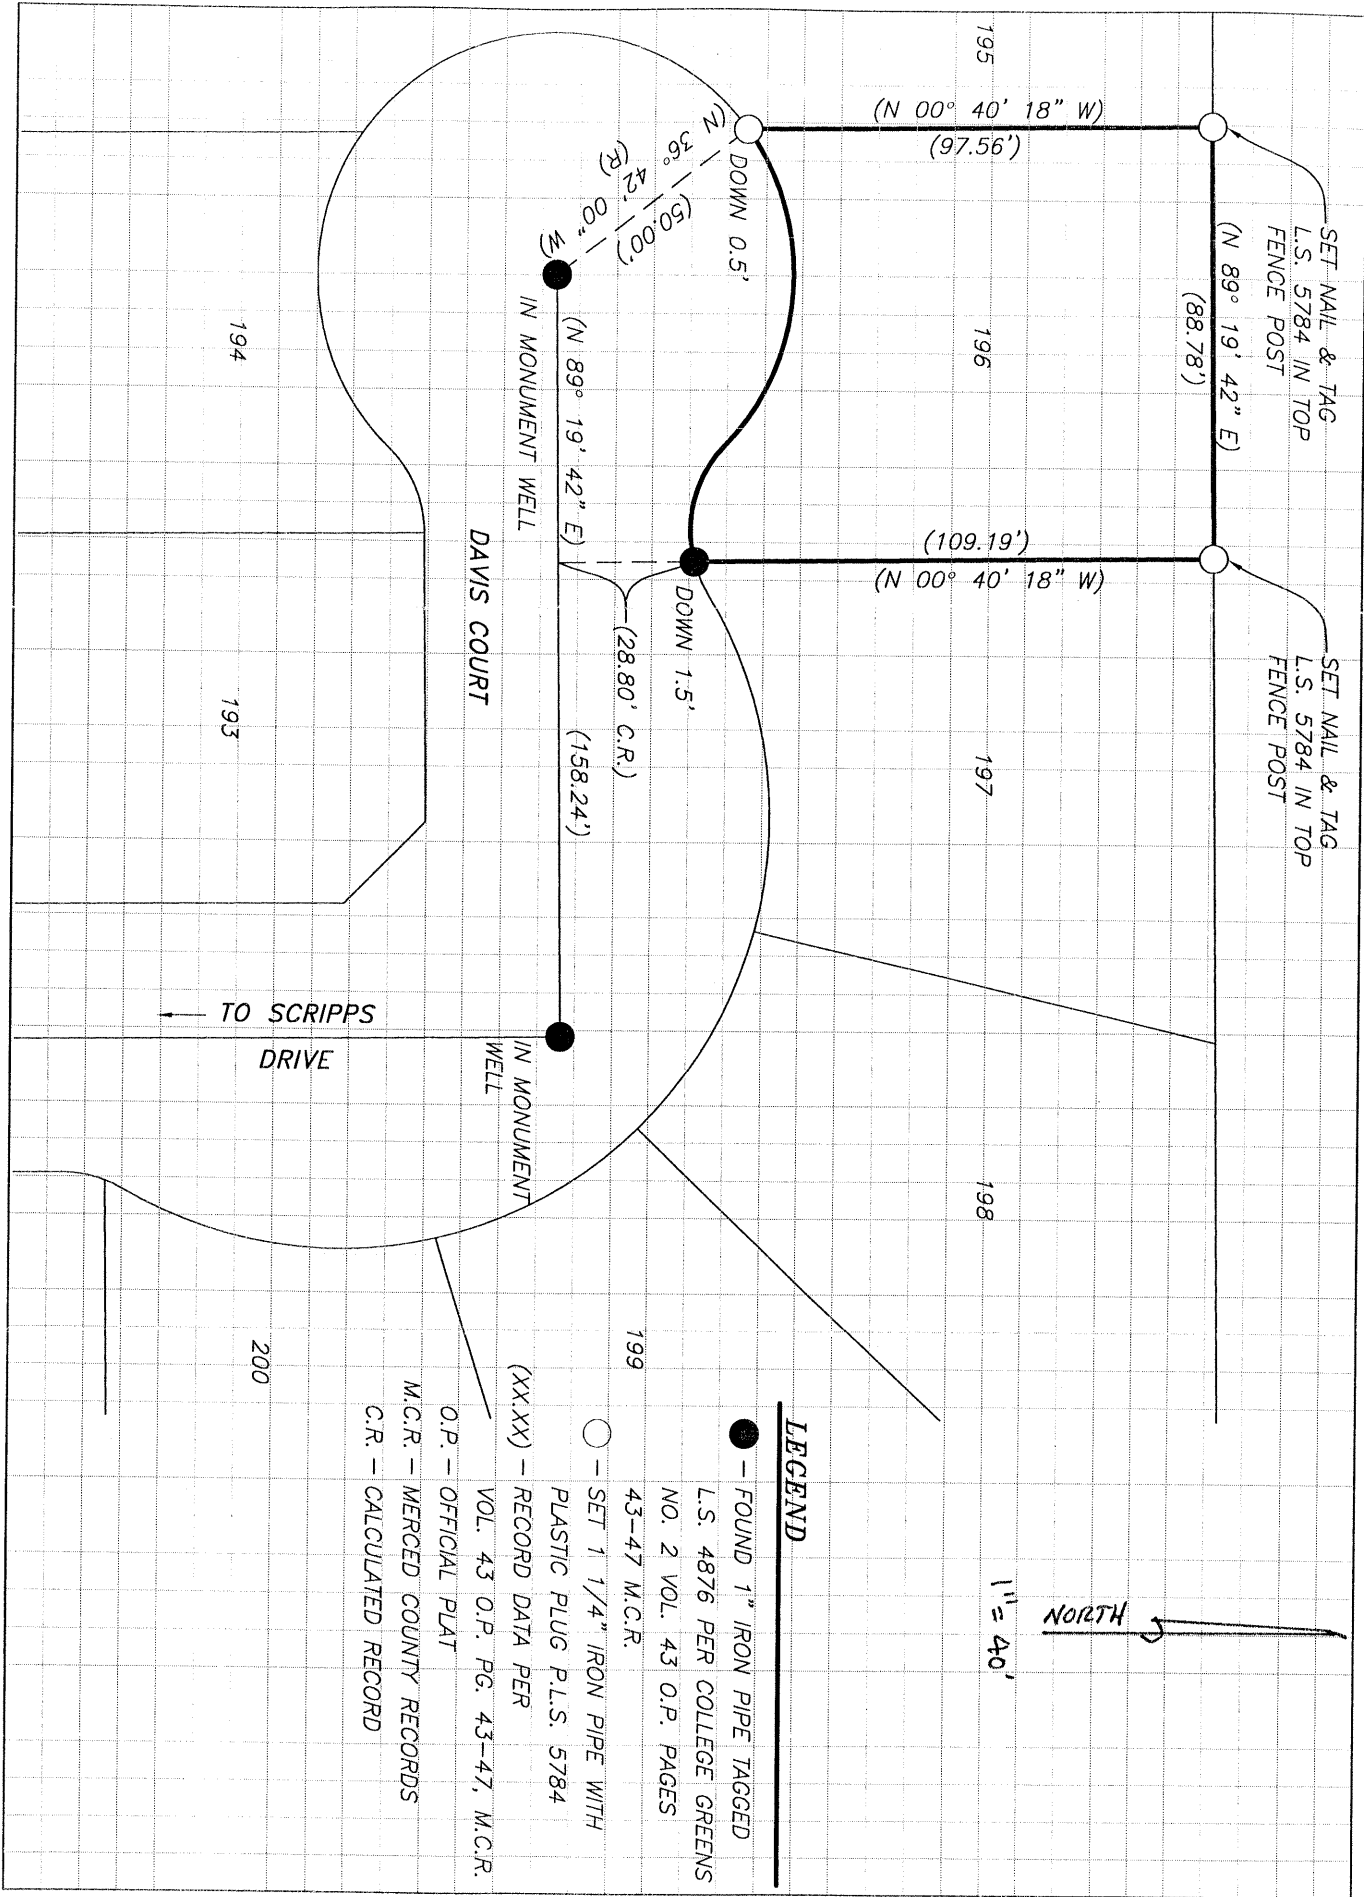 SET NAIL & TAG
L.S. 5784 IN TOP
FENCE POST
SET NAIL & TAG
L.S. 5784 IN TOP
FENCE POST
(N 89° 19' 42" E)
(88.78')
195
(N 00° 40' 18" W)
(97.56')
196
(109.19')
(N 00° 40' 18" W)
197
198
DOWN 0.5'
(N 36° 42' 00" W)
(R)
(50.00')
DOWN 1.5'
(28.80' C.R.)
(N 89° 19' 42" E)
(158.24')
IN MONUMENT WELL
IN MONUMENT
WELL
DAVIS COURT
194
193
TO SCRIPPS
DRIVE
199
200
NORTH
1" = 40'
LEGEND
– FOUND 1" IRON PIPE TAGGED
L.S. 4876 PER COLLEGE GREENS
NO. 2 VOL. 43 O.P. PAGES
43–47 M.C.R.
– SET 1 1/4" IRON PIPE WITH
PLASTIC PLUG P.L.S. 5784
(XX.XX) – RECORD DATA PER
VOL. 43 O.P. PG. 43–47, M.C.R.
O.P. – OFFICIAL PLAT
M.C.R. – MERCED COUNTY RECORDS
C.R. – CALCULATED RECORD